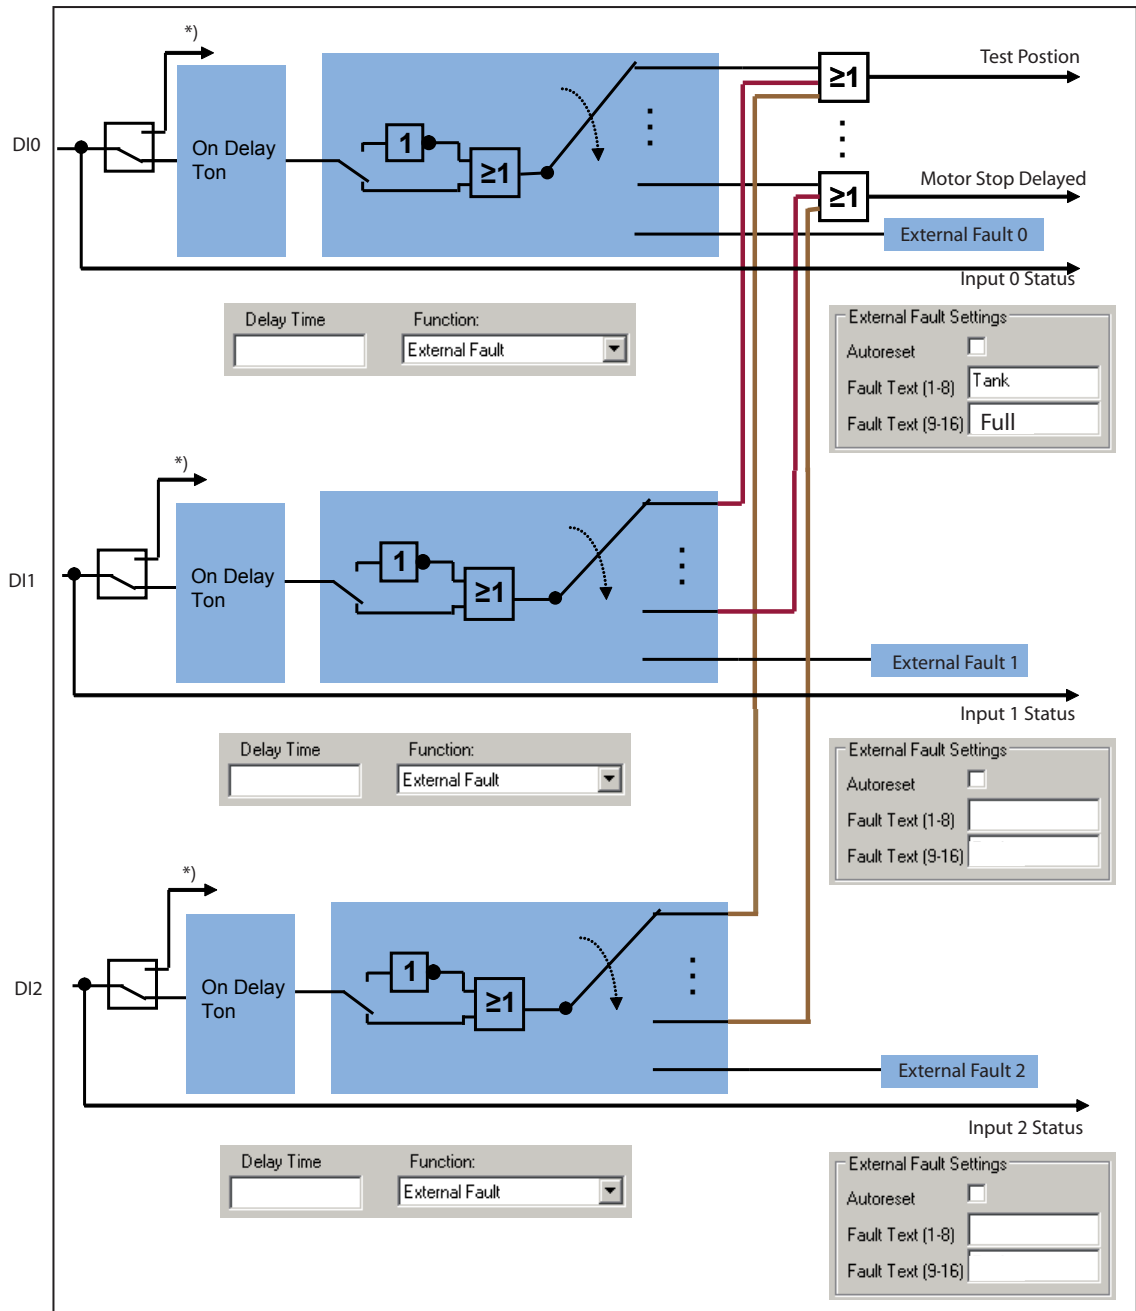 *)
Test Postion
≥1
DI0
On Delay
Ton
1
≥1
Motor Stop Delayed
≥1
External Fault 0
Input 0 Status
Delay Time
Function:
External Fault
External Fault Settings
Autoreset
Fault Text (1-8)
Tank
Fault Text (9-16)
Full
*)
DI1
On Delay
Ton
1
≥1
External Fault 1
Input 1 Status
Delay Time
Function:
External Fault
External Fault Settings
Autoreset
Fault Text (1-8)
Fault Text (9-16)
*)
DI2
On Delay
Ton
1
≥1
External Fault 2
Input 2 Status
Delay Time
Function:
External Fault
External Fault Settings
Autoreset
Fault Text (1-8)
Fault Text (9-16)